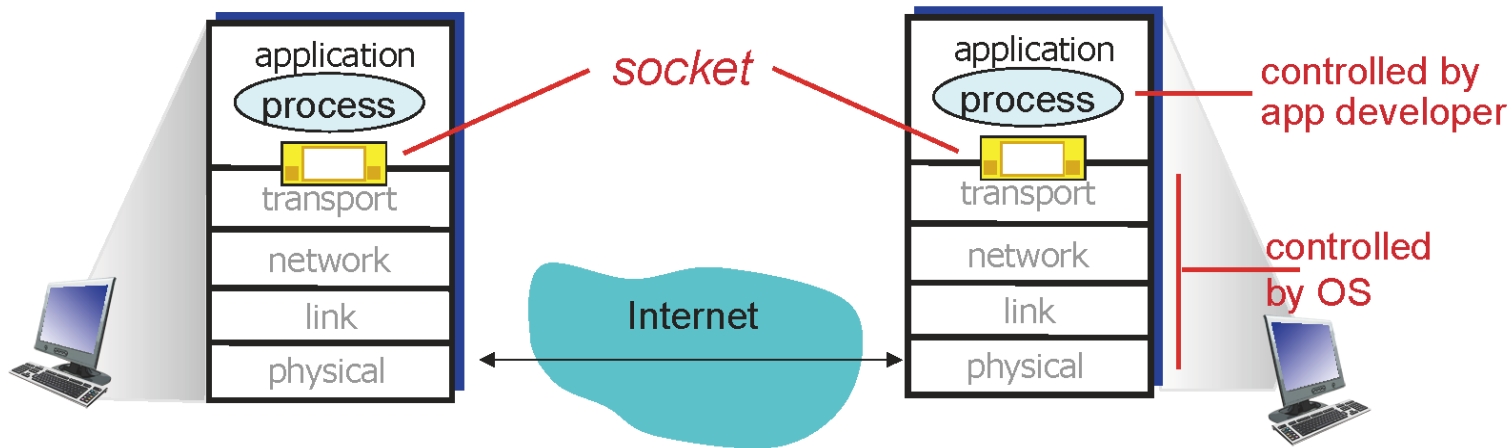 application
process
transport
network
link
physical
socket
Internet
application
process
transport
network
link
physical
controlled by
app developer
controlled
by OS